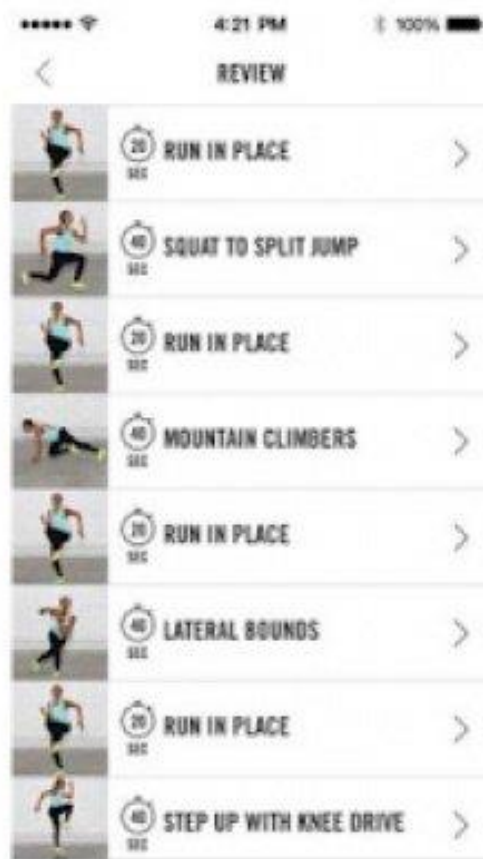 4:21 PM
100%
REVIEW
20
SEC
RUN IN PLACE
40
SEC
SQUAT TO SPLIT JUMP
20
SEC
RUN IN PLACE
40
SEC
MOUNTAIN CLIMBERS
20
SEC
RUN IN PLACE
40
SEC
LATERAL BOUNDS
20
SEC
RUN IN PLACE
40
SEC
STEP UP WITH KNEE DRIVE